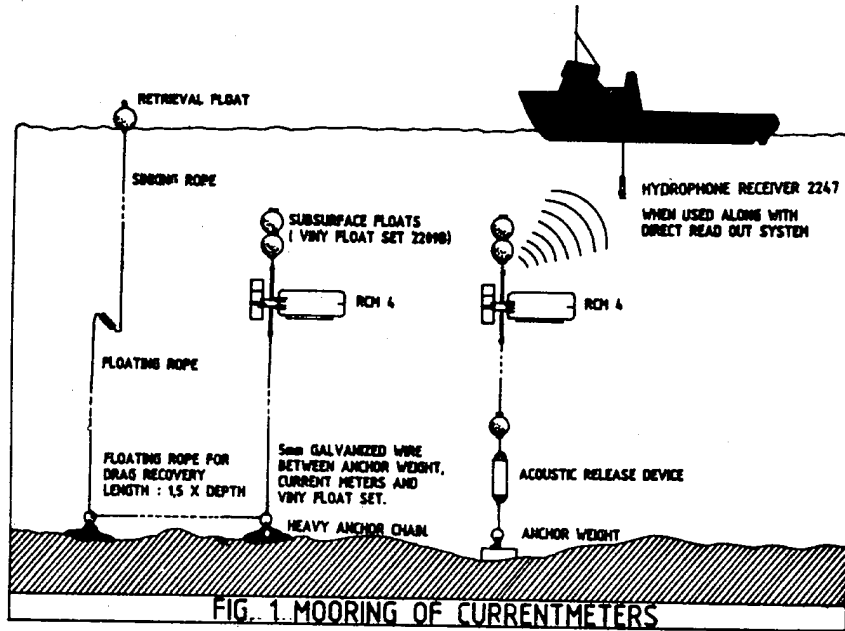 RETRIEVAL FLOAT
SINKING ROPE
HYDROPHONE RECEIVER 2247
WHEN USED ALONG WITH
DIRECT READ OUT SYSTEM
SUBSURFACE FLOATS
( VINY FLOAT SET 2209B)
RCM 4
RCM 4
FLOATING ROPE
FLOATING ROPE FOR
DRAG RECOVERY
LENGTH : 1,5 X DEPTH
5mm GALVANIZED WIRE
BETWEEN ANCHOR WEIGHT,
CURRENT METERS AND
VINY FLOAT SET.
ACOUSTIC RELEASE DEVICE
HEAVY ANCHOR CHAIN.
ANCHOR WEIGHT
FIG. 1 MOORING OF CURRENTMETERS